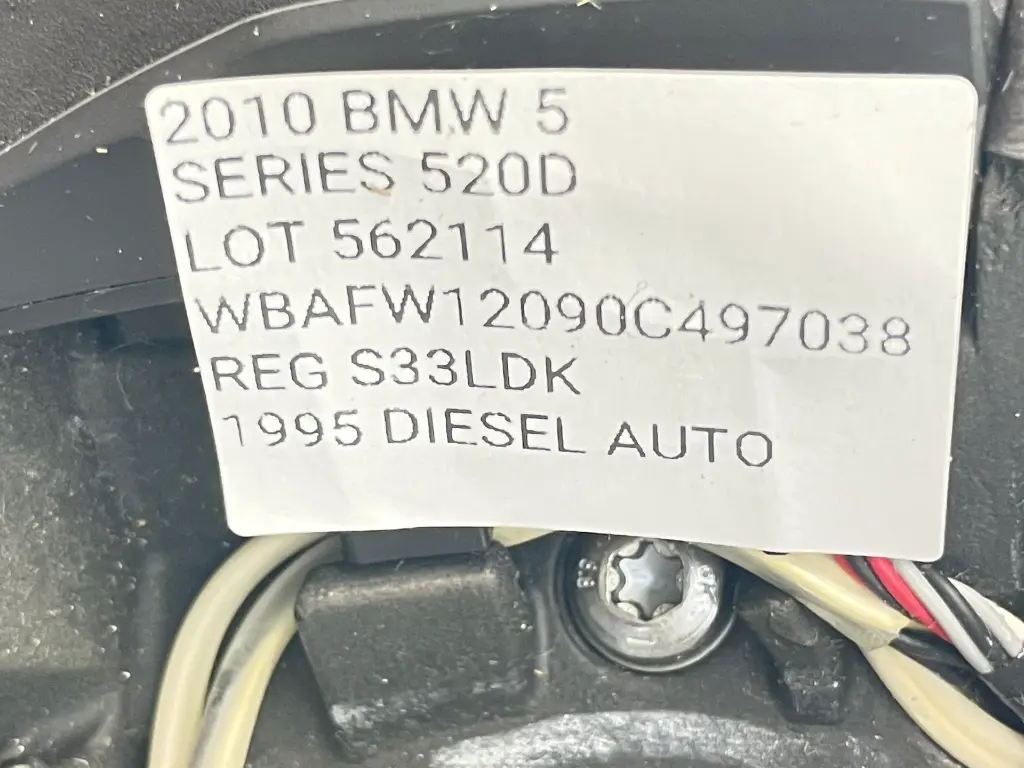 2010 BMW 5
SERIES 520D
LOT 562114
WBAFW12090C497038
REG S33LDK
1995 DIESEL AUTO